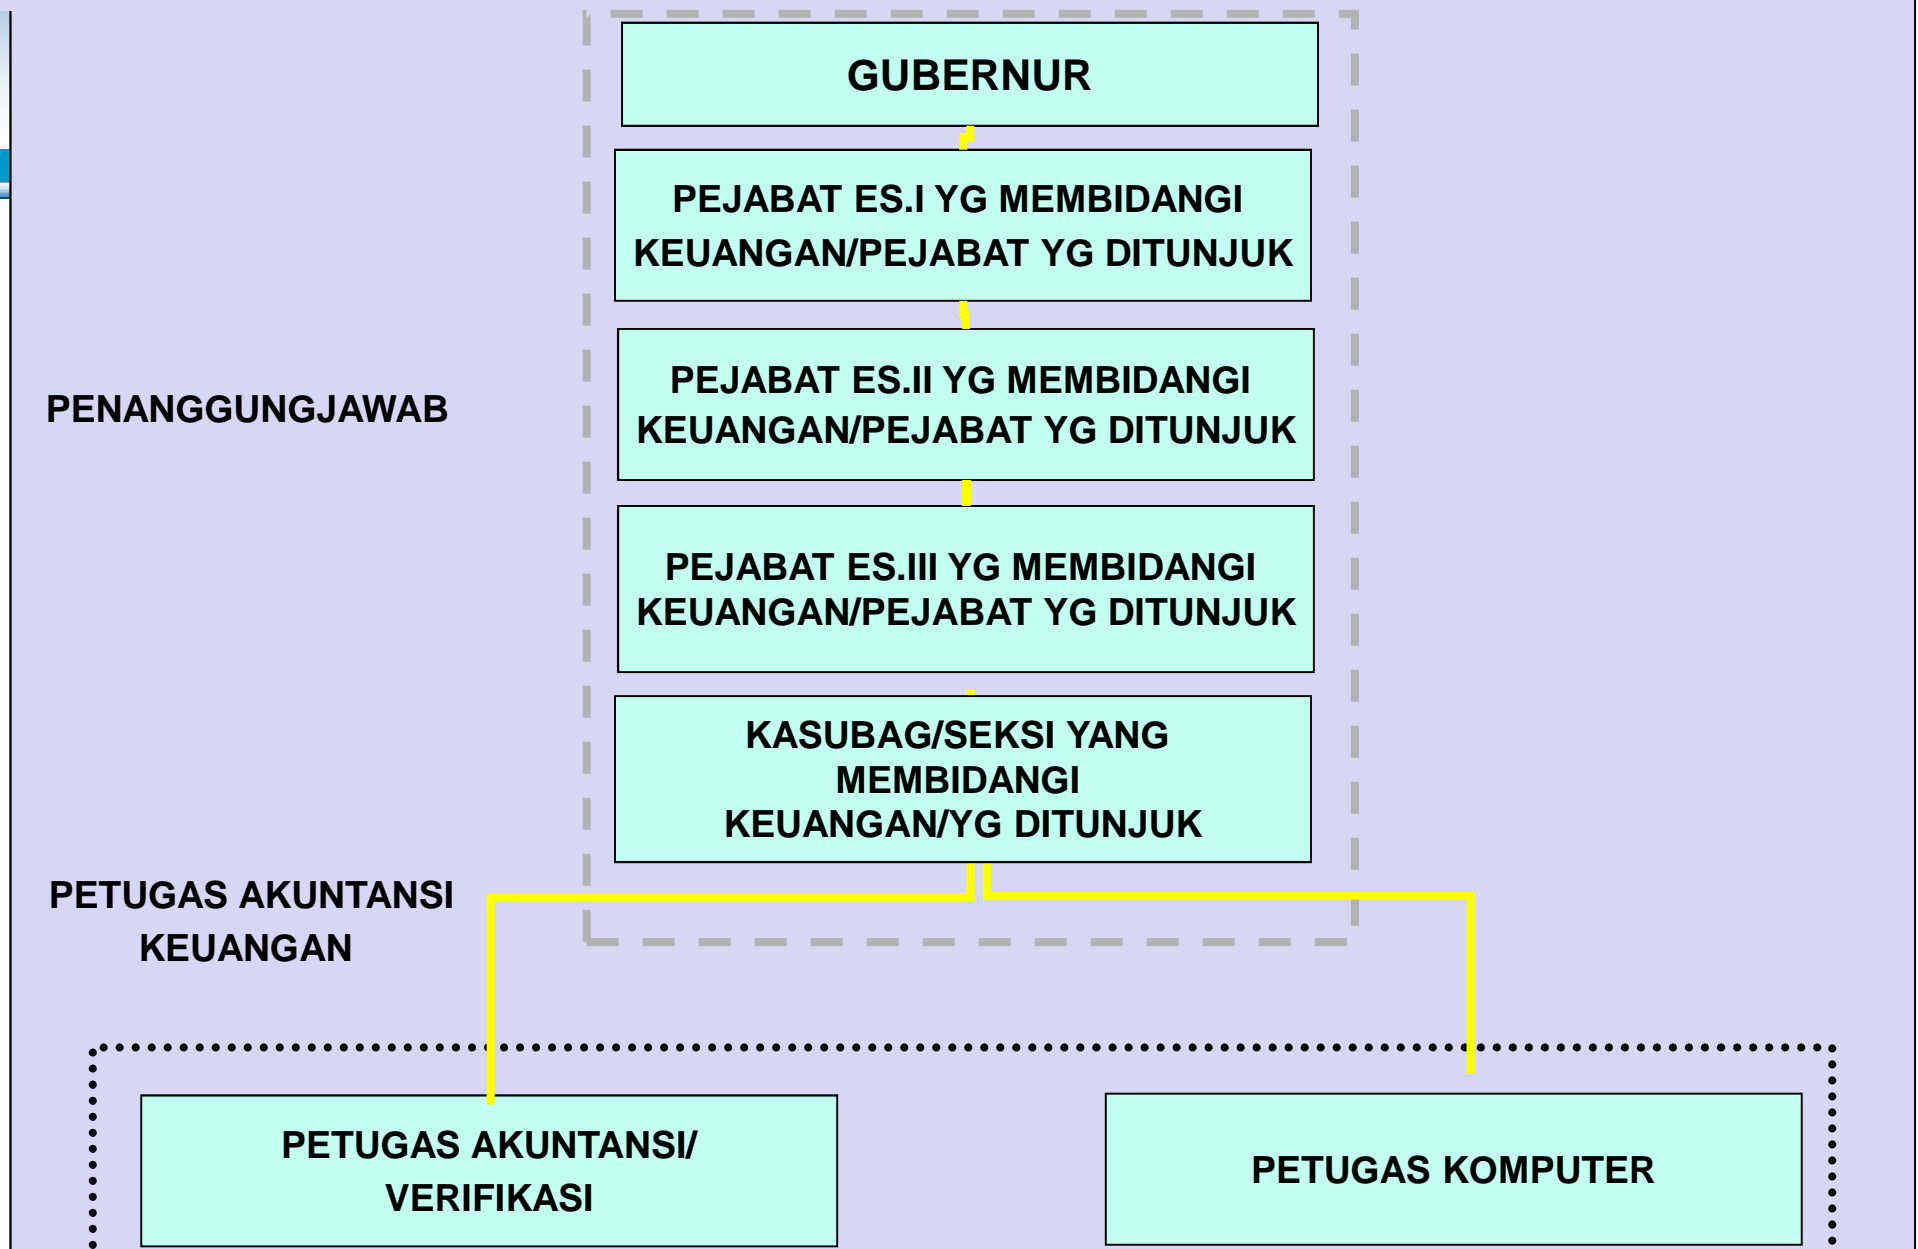 GUBERNUR
PEJABAT ES.I YG MEMBIDANGI
KEUANGAN/PEJABAT YG DITUNJUK
PEJABAT ES.II YG MEMBIDANGI
KEUANGAN/PEJABAT YG DITUNJUK
PENANGGUNGJAWAB
PEJABAT ES.III YG MEMBIDANGI
KEUANGAN/PEJABAT YG DITUNJUK
KASUBAG/SEKSI YANG
MEMBIDANGI
KEUANGAN/YG DITUNJUK
PETUGAS AKUNTANSI
KEUANGAN
PETUGAS AKUNTANSI/
VERIFIKASI
PETUGAS KOMPUTER